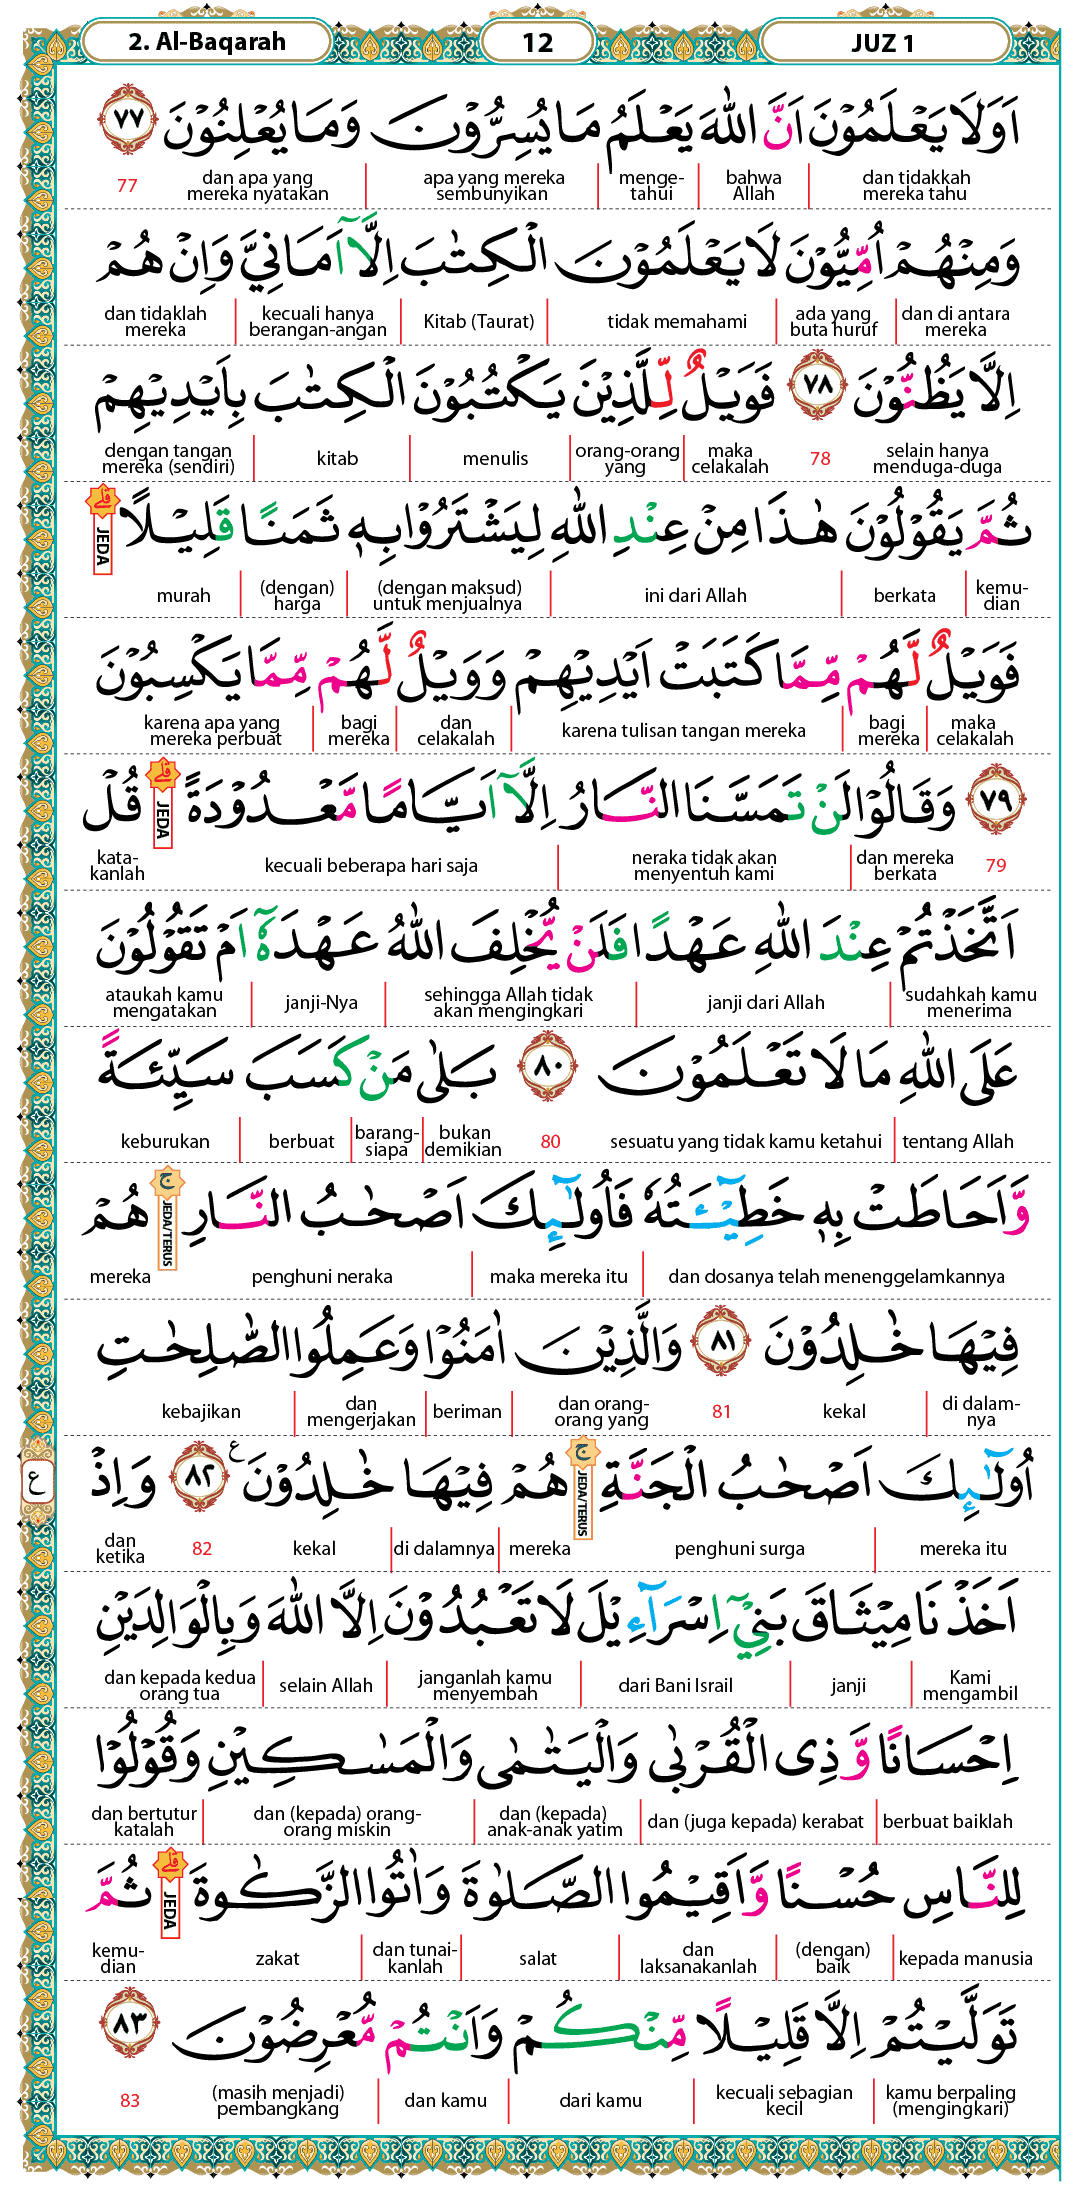 2. Al-Baqarah 12 JUZ 1
اَوَلَا يَعْلَمُوْنَ اَنَّ اللّٰهَ يَعْلَمُ مَا يُسِرُّوْنَ وَمَا يُعْلِنُوْنَ ٧٧
dan tidakkah mereka tahu | bahwa Allah | menge-tahui | apa yang mereka sembunyikan | dan apa yang mereka nyatakan 77
وَمِنْهُمْ اُمِّيُّوْنَ لَا يَعْلَمُوْنَ الْكِتٰبَ اِلَّآ اَمَانِيَّ وَاِنْ هُمْ
dan di antara mereka | ada yang buta huruf | tidak memahami | Kitab (Taurat) | kecuali hanya berangan-angan | dan tidaklah mereka
اِلَّا يَظُنُّوْنَ ٧٨ فَوَيْلٌ لِّلَّذِيْنَ يَكْتُبُوْنَ الْكِتٰبَ بِاَيْدِيْهِمْ
selain hanya menduga-duga 78 maka celakalah | orang-orang yang | menulis | kitab | dengan tangan mereka (sendiri)
ثُمَّ يَقُوْلُوْنَ هٰذَا مِنْ عِنْدِ اللّٰهِ لِيَشْتَرُوْا بِهٖ ثَمَنًا قَلِيْلًا ۗ JEDA
kemu-dian | berkata | ini dari Allah | (dengan maksud) untuk menjualnya | (dengan) harga | murah
فَوَيْلٌ لَّهُمْ مِّمَّا كَتَبَتْ اَيْدِيْهِمْ وَوَيْلٌ لَّهُمْ مِّمَّا يَكْسِبُوْنَ
maka celakalah | bagi mereka | karena tulisan tangan mereka | dan celakalah | bagi mereka | karena apa yang mereka perbuat
٧٩ وَقَالُوْا لَنْ تَمَسَّنَا النَّارُ اِلَّآ اَيَّامًا مَّعْدُوْدَةً ۗ JEDA قُلْ
79 dan mereka berkata | neraka tidak akan menyentuh kami | kecuali beberapa hari saja kata-kanlah
اَتَّخَذْتُمْ عِنْدَ اللّٰهِ عَهْدًا فَلَنْ يُّخْلِفَ اللّٰهُ عَهْدَهٗٓ اَمْ تَقُوْلُوْنَ
sudahkah kamu menerima | janji dari Allah | sehingga Allah tidak akan mengingkari | janji-Nya | ataukah kamu mengatakan
عَلَى اللّٰهِ مَا لَا تَعْلَمُوْنَ ٨٠ بَلٰى مَنْ كَسَبَ سَيِّئَةً
tentang Allah | sesuatu yang tidak kamu ketahui 80 bukan demikian | barang-siapa | berbuat | keburukan
وَّاَحَاطَتْ بِهٖ خَطِيْۤـَٔتُهٗ فَاُولٰۤىِٕكَ اَصْحٰبُ النَّارِ ۚ JEDA/TERUS هُمْ
dan dosanya telah menenggelamkannya | maka mereka itu | penghuni neraka mereka
فِيْهَا خٰلِدُوْنَ ٨١ وَالَّذِيْنَ اٰمَنُوْا وَعَمِلُوا الصّٰلِحٰتِ
di dalam-nya | kekal 81 dan orang-orang yang | beriman | dan mengerjakan | kebajikan
اُولٰۤىِٕكَ اَصْحٰبُ الْجَنَّةِ ۚ JEDA/TERUS هُمْ فِيْهَا خٰلِدُوْنَ ࣖ ٨٢ وَاِذْ ع
mereka itu | penghuni surga mereka | di dalamnya | kekal 82 dan ketika
اَخَذْنَا مِيْثَاقَ بَنِيْٓ اِسْرَاۤءِيْلَ لَا تَعْبُدُوْنَ اِلَّا اللّٰهَ وَبِالْوَالِدَيْنِ
Kami mengambil | janji | dari Bani Israil | janganlah kamu menyembah | selain Allah | dan kepada kedua orang tua
اِحْسَانًا وَّذِى الْقُرْبٰى وَالْيَتٰمٰى وَالْمَسٰكِيْنِ وَقُوْلُوْا
berbuat baiklah | dan (juga kepada) kerabat | dan (kepada) anak-anak yatim | dan (kepada) orang-orang miskin | dan bertutur katalah
لِلنَّاسِ حُسْنًا وَّاَقِيْمُوا الصَّلٰوةَ وَاٰتُوا الزَّكٰوةَ ۗ JEDA ثُمَّ
kepada manusia | (dengan) baik | dan laksanakanlah | salat | dan tunai-kanlah | zakat kemu-dian
تَوَلَّيْتُمْ اِلَّا قَلِيْلًا مِّنْكُمْ وَاَنْتُمْ مُّعْرِضُوْنَ ٨٣
kamu berpaling (mengingkari) | kecuali sebagian kecil | dari kamu | dan kamu | (masih menjadi) pembangkang 83